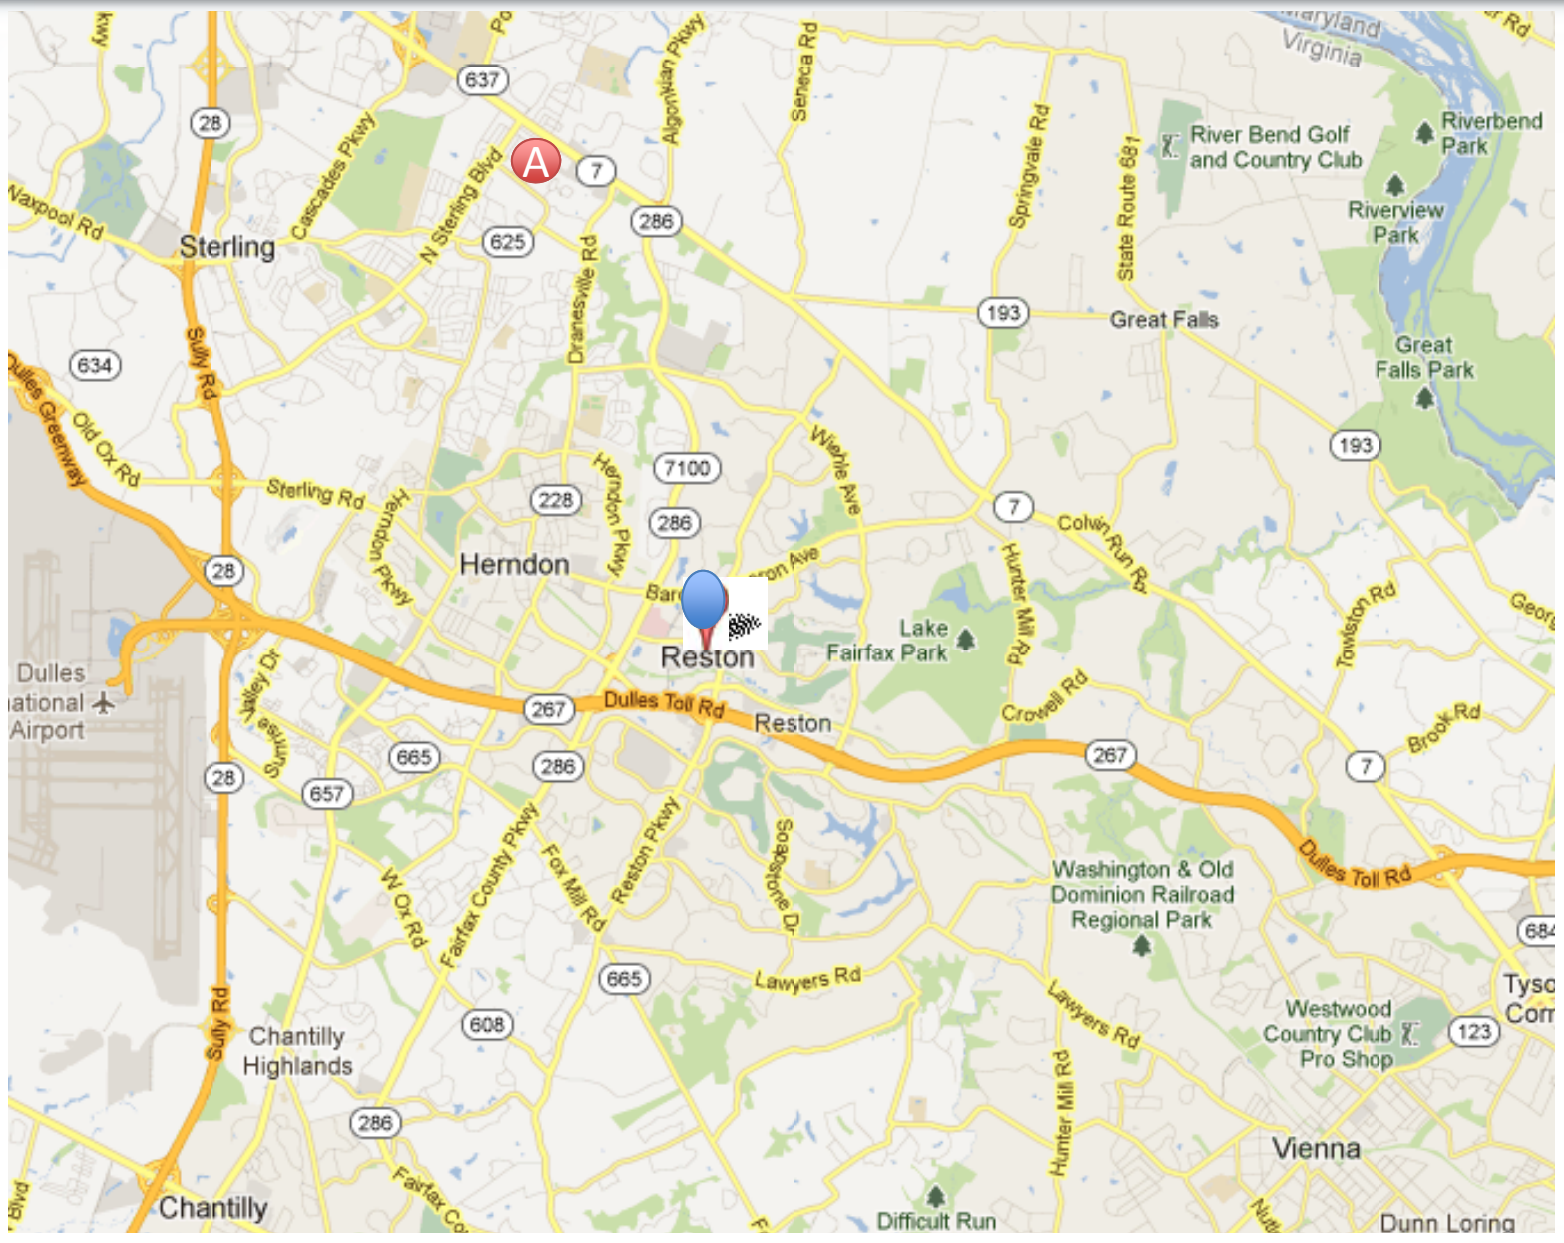 Maryland
Virginia
637
28
Algonkian Pkwy
Seneca Rd
Springvale Rd
State Route 681
River Bend Golf
and Country Club
Riverbend
Park
Riverview
Park
A
7
Cascades Pkwy
N Sterling Blvd
Naxpool Rd
Sterling
625
286
Dranesville Rd
193
Great Falls
Great
Falls Park
634
Sully Rd
Dulles Greenway
Old Ox Rd
Sterling Rd
Herndon Pkwy
228
Herndon Pkwy
7100
286
Wiehle Ave
193
7
Colvin Run Rd
Herndon
28
Hunter Mill Rd
Towlston Rd
Lake
Fairfax Park
Reston
Dulles
Airport
Sunrise Valley Dr
267
Dulles Toll Rd
Reston
Crowell Rd
267
Brook Rd
7
665
286
28
657
Fairfax County Pkwy
Fox Mill Rd
Reston Pkwy
Soapstone Dr
W Ox Rd
Dulles Toll Rd
Washington & Old
Dominion Railroad
Regional Park
684
665
Lawyers Rd
Lawyers Rd
608
Sully Rd
Chantilly
Highlands
Westwood
Country Club
Pro Shop
123
286
Hunter Mill Rd
Vienna
Chantilly
Difficult Run
Dunn Loring